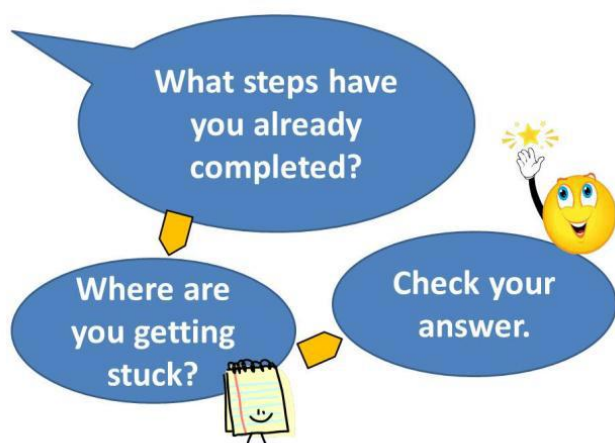 What steps have
you already
completed?
Where are
you getting
stuck?
Check your
answer.